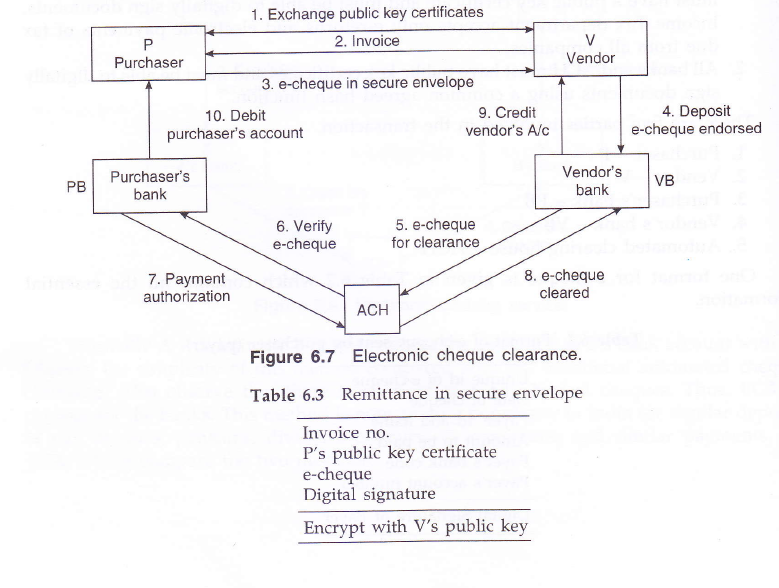 1. Exchange public key certificates
P
Purchaser
2. Invoice
V
Vendor
3. e-cheque in secure envelope
10. Debit
purchaser's account
9. Credit
vendor's A/c
4. Deposit
e-cheque endorsed
PB
Purchaser's
bank
Vendor's
bank
VB
6. Verify
e-cheque
5. e-cheque
for clearance
7. Payment
authorization
8. e-cheque
cleared
ACH
Figure 6.7 Electronic cheque clearance.
Table 6.3 Remittance in secure envelope
Invoice no.
P's public key certificate
e-cheque
Digital signature
Encrypt with V's public key